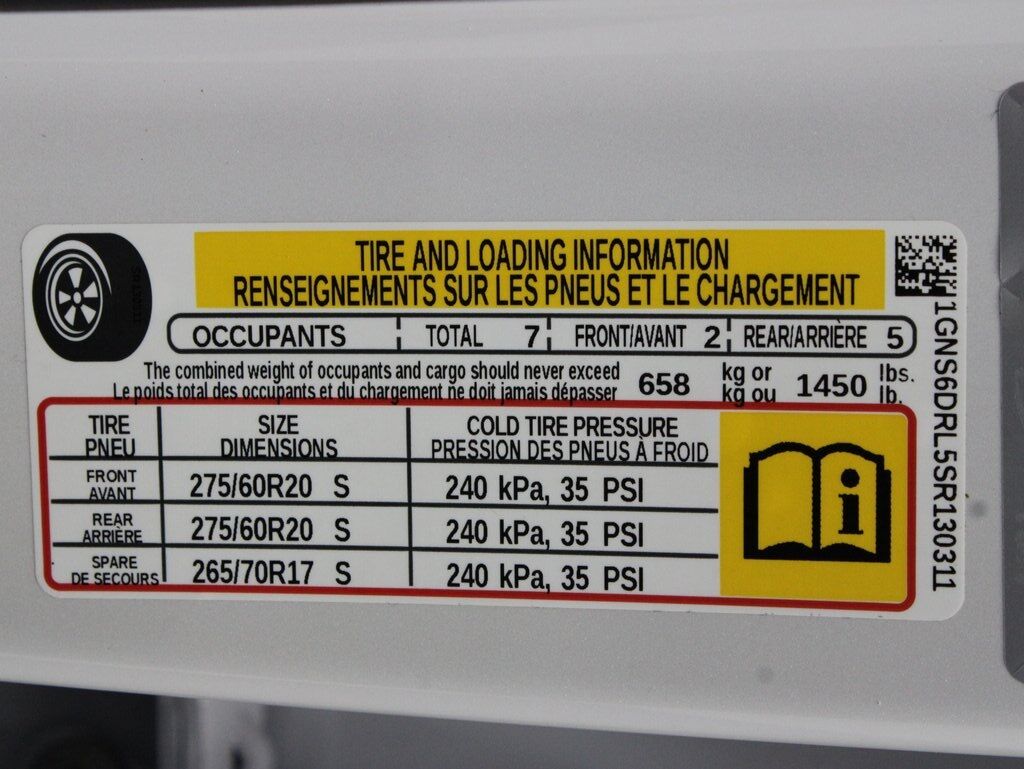 TIRE AND LOADING INFORMATION
RENSEIGNEMENTS SUR LES PNEUS ET LE CHARGEMENT
OCCUPANTS TOTAL 7 FRONT/AVANT 2 REAR/ARRIÈRE 5
The combined weight of occupants and cargo should never exceed
Le poids total des occupants et du chargement ne doit jamais dépasser
658 kg or 1450 lbs.
kg ou lb.
TIRE SIZE COLD TIRE PRESSURE
PNEU DIMENSIONS PRESSION DES PNEUS À FROID
FRONT
AVANT 275/60R20 S 240 kPa, 35 PSI
REAR
ARRIÈRE 275/60R20 S 240 kPa, 35 PSI
SPARE
DE SECOURS 265/70R17 S 240 kPa, 35 PSI
i
1GNS6DRL5SR130311